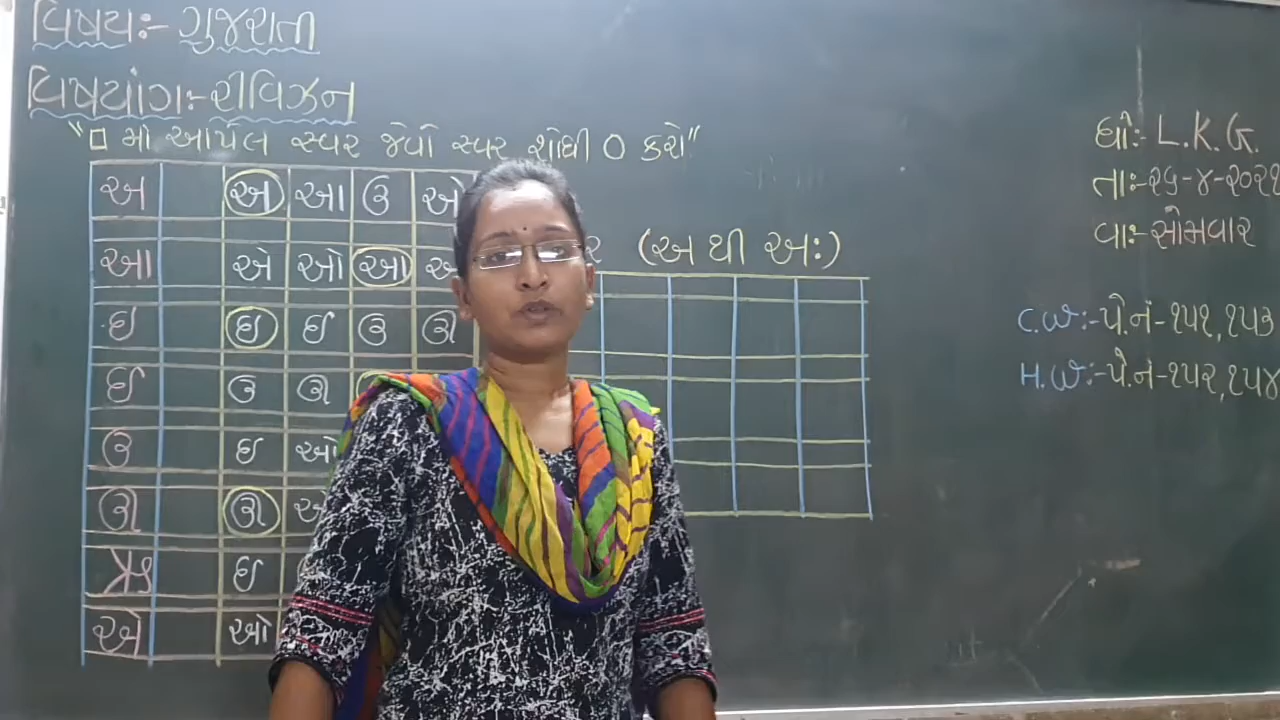 વિષય:- ગુજરાતી
વિષયાંગ:- રીવિઝન
"□ માં આપેલ સ્વર જેવો સ્વર શોધી O કરો"
અ અ આ ઉ ઓ
આ એ ઓ આ
ઇ ઇ ઈ ઉ ઊ
ઈ ઉ ઊ
ઉ ઇ ઓ
ઊ ઊ
ઋ ઇ
એ ઓ
(અ થી અઃ)
ધો:- L.K.G.
તા:-૨૬-૪-૨૦૨૧
વા:-સોમવાર
C.W:-પે.નં-૧૫૧,૧૫૩
H.W:-પે.નં-૧૫૨,૧૫૪